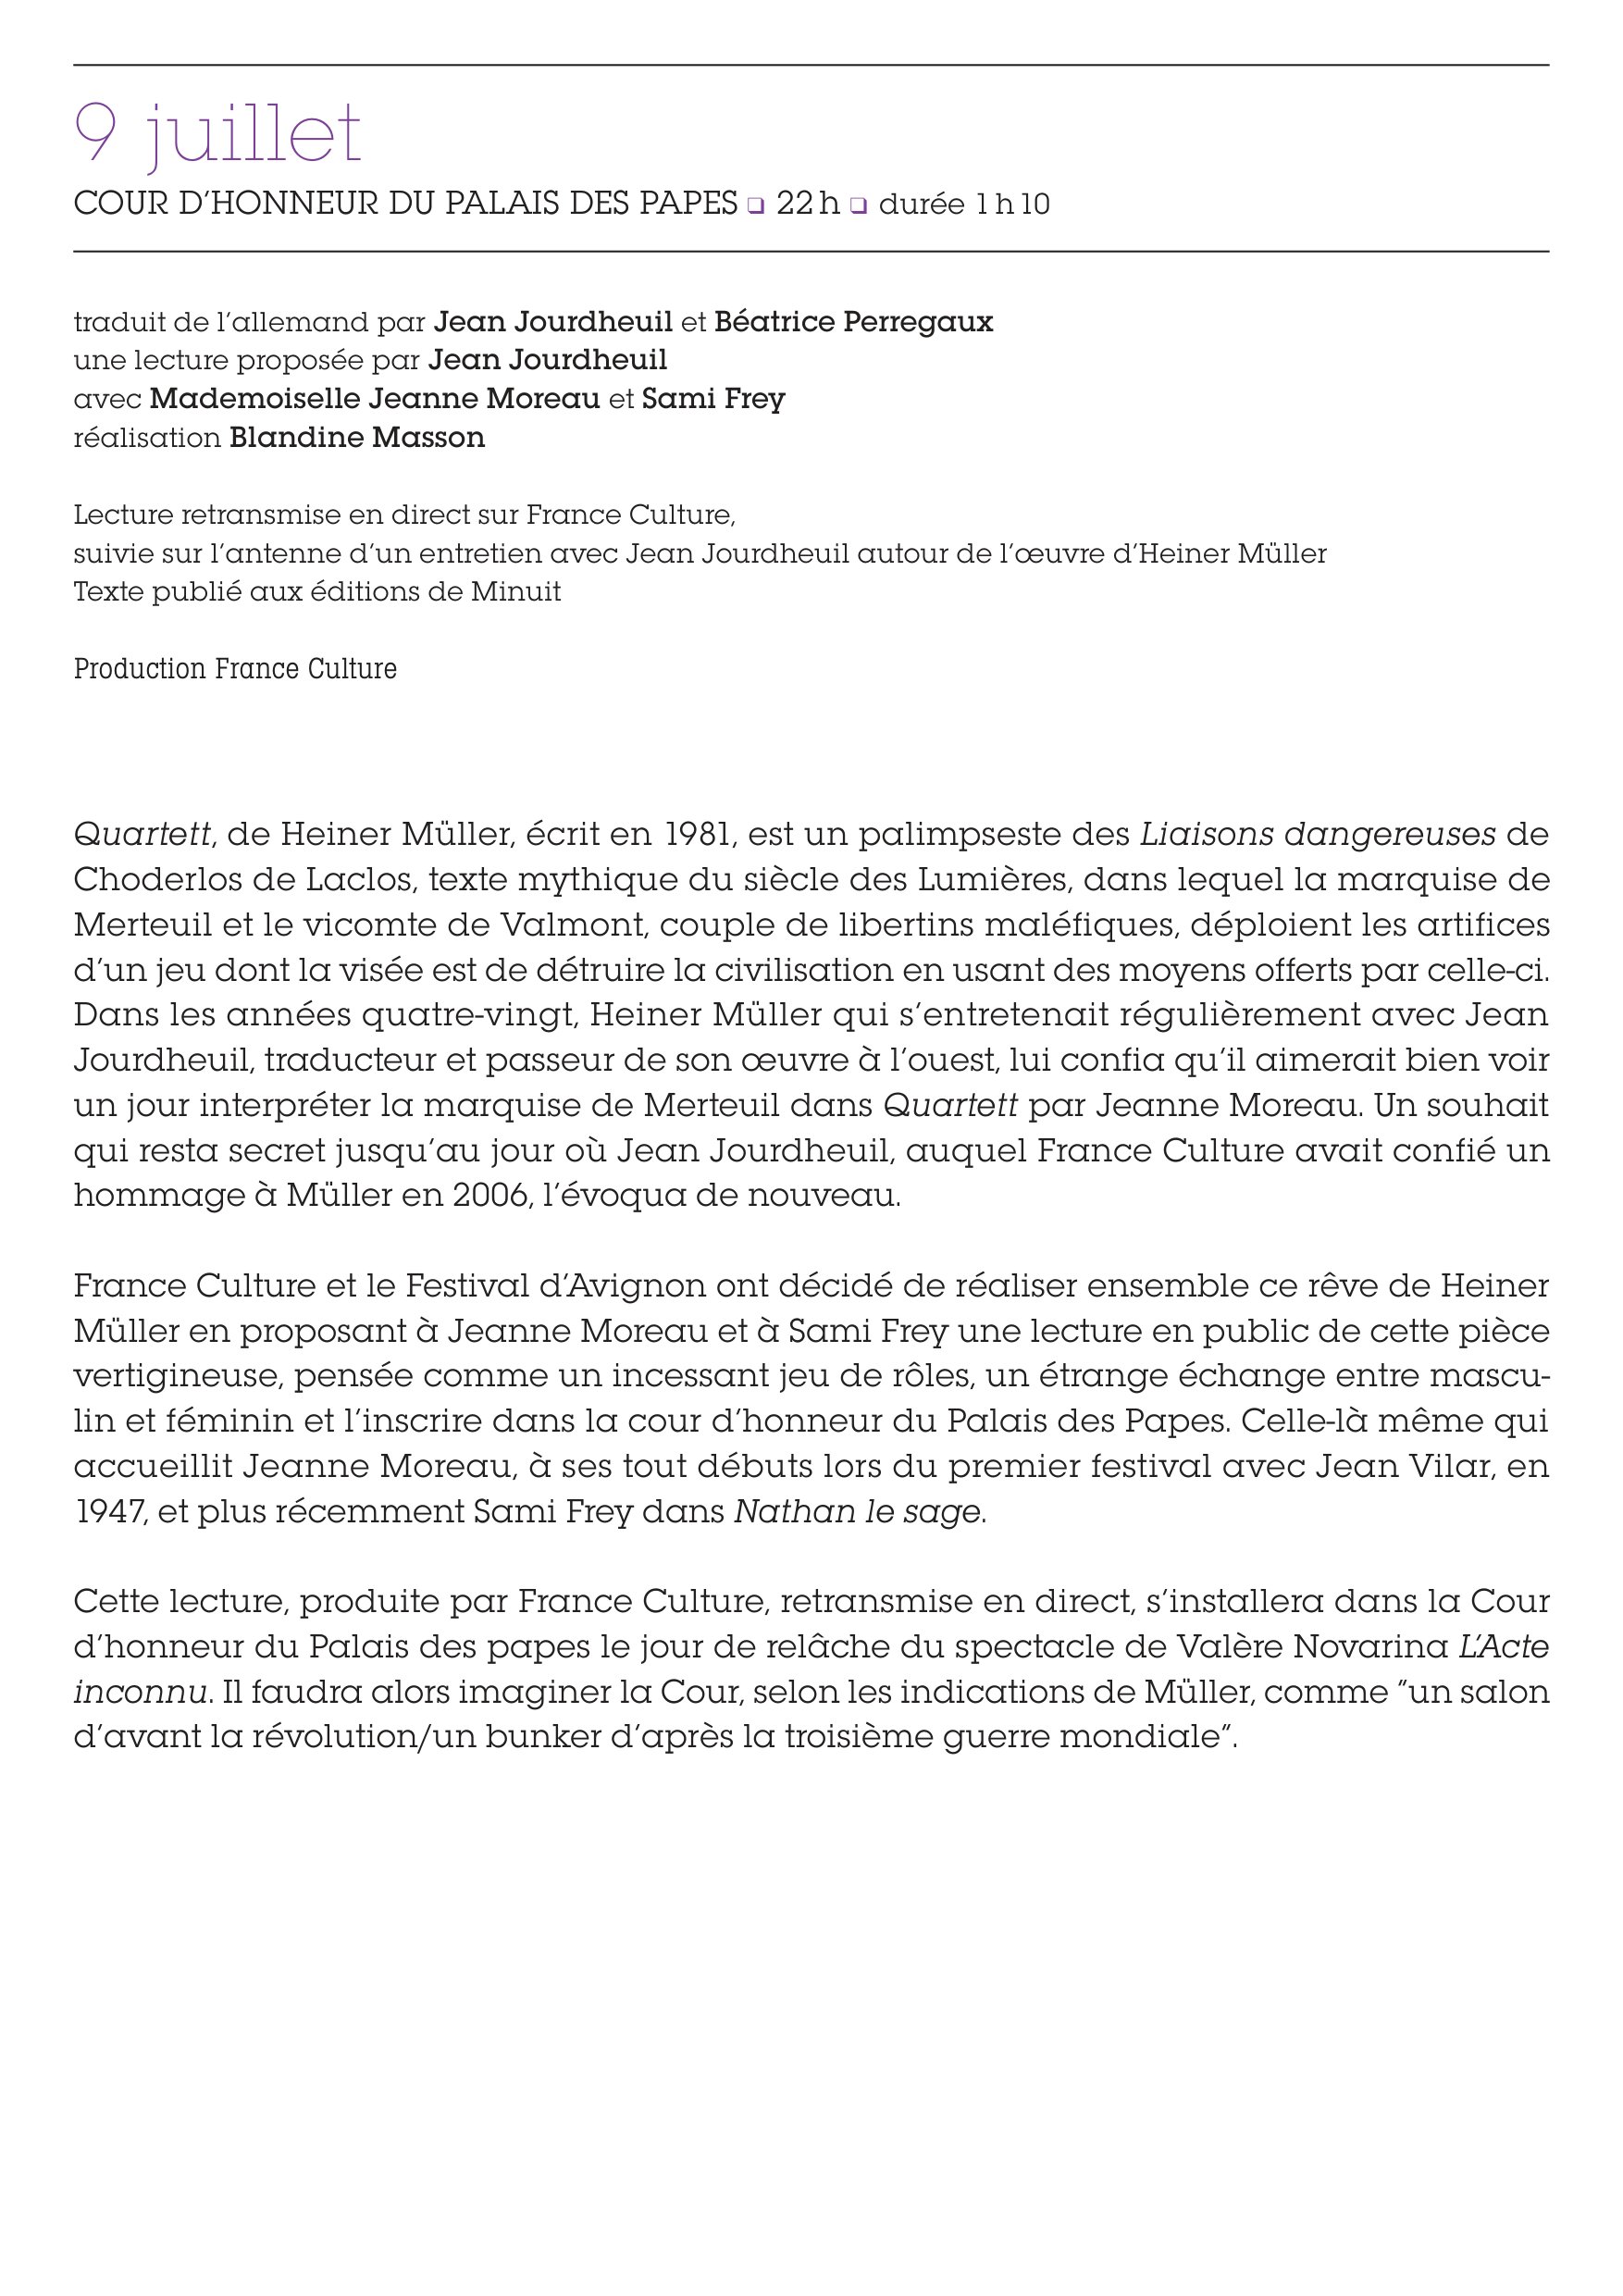 9 juillet
COUR D’HONNEUR DU PALAIS DES PAPES ❑ 22 h ❑ durée 1 h 10
traduit de l’allemand par Jean Jourdheuil et Béatrice Perregaux
une lecture proposée par Jean Jourdheuil
avec Mademoiselle Jeanne Moreau et Sami Frey
réalisation Blandine Masson
Lecture retransmise en direct sur France Culture,
suivie sur l’antenne d’un entretien avec Jean Jourdheuil autour de l’œuvre d’Heiner Müller
Texte publié aux éditions de Minuit
Production France Culture
Quartett, de Heiner Müller, écrit en 1981, est un palimpseste des Liaisons dangereuses de
Choderlos de Laclos, texte mythique du siècle des Lumières, dans lequel la marquise de
Merteuil et le vicomte de Valmont, couple de libertins maléfiques, déploient les artifices
d’un jeu dont la visée est de détruire la civilisation en usant des moyens offerts par celle-ci.
Dans les années quatre-vingt, Heiner Müller qui s’entretenait régulièrement avec Jean
Jourdheuil, traducteur et passeur de son œuvre à l’ouest, lui confia qu’il aimerait bien voir
un jour interpréter la marquise de Merteuil dans Quartett par Jeanne Moreau. Un souhait
qui resta secret jusqu’au jour où Jean Jourdheuil, auquel France Culture avait confié un
hommage à Müller en 2006, l’évoqua de nouveau.
France Culture et le Festival d’Avignon ont décidé de réaliser ensemble ce rêve de Heiner
Müller en proposant à Jeanne Moreau et à Sami Frey une lecture en public de cette pièce
vertigineuse, pensée comme un incessant jeu de rôles, un étrange échange entre mascu-
lin et féminin et l’inscrire dans la cour d’honneur du Palais des Papes. Celle-là même qui
accueillit Jeanne Moreau, à ses tout débuts lors du premier festival avec Jean Vilar, en
1947, et plus récemment Sami Frey dans Nathan le sage.
Cette lecture, produite par France Culture, retransmise en direct, s’installera dans la Cour
d’honneur du Palais des papes le jour de relâche du spectacle de Valère Novarina L’Acte
inconnu. Il faudra alors imaginer la Cour, selon les indications de Müller, comme “un salon
d’avant la révolution/un bunker d’après la troisième guerre mondiale”.